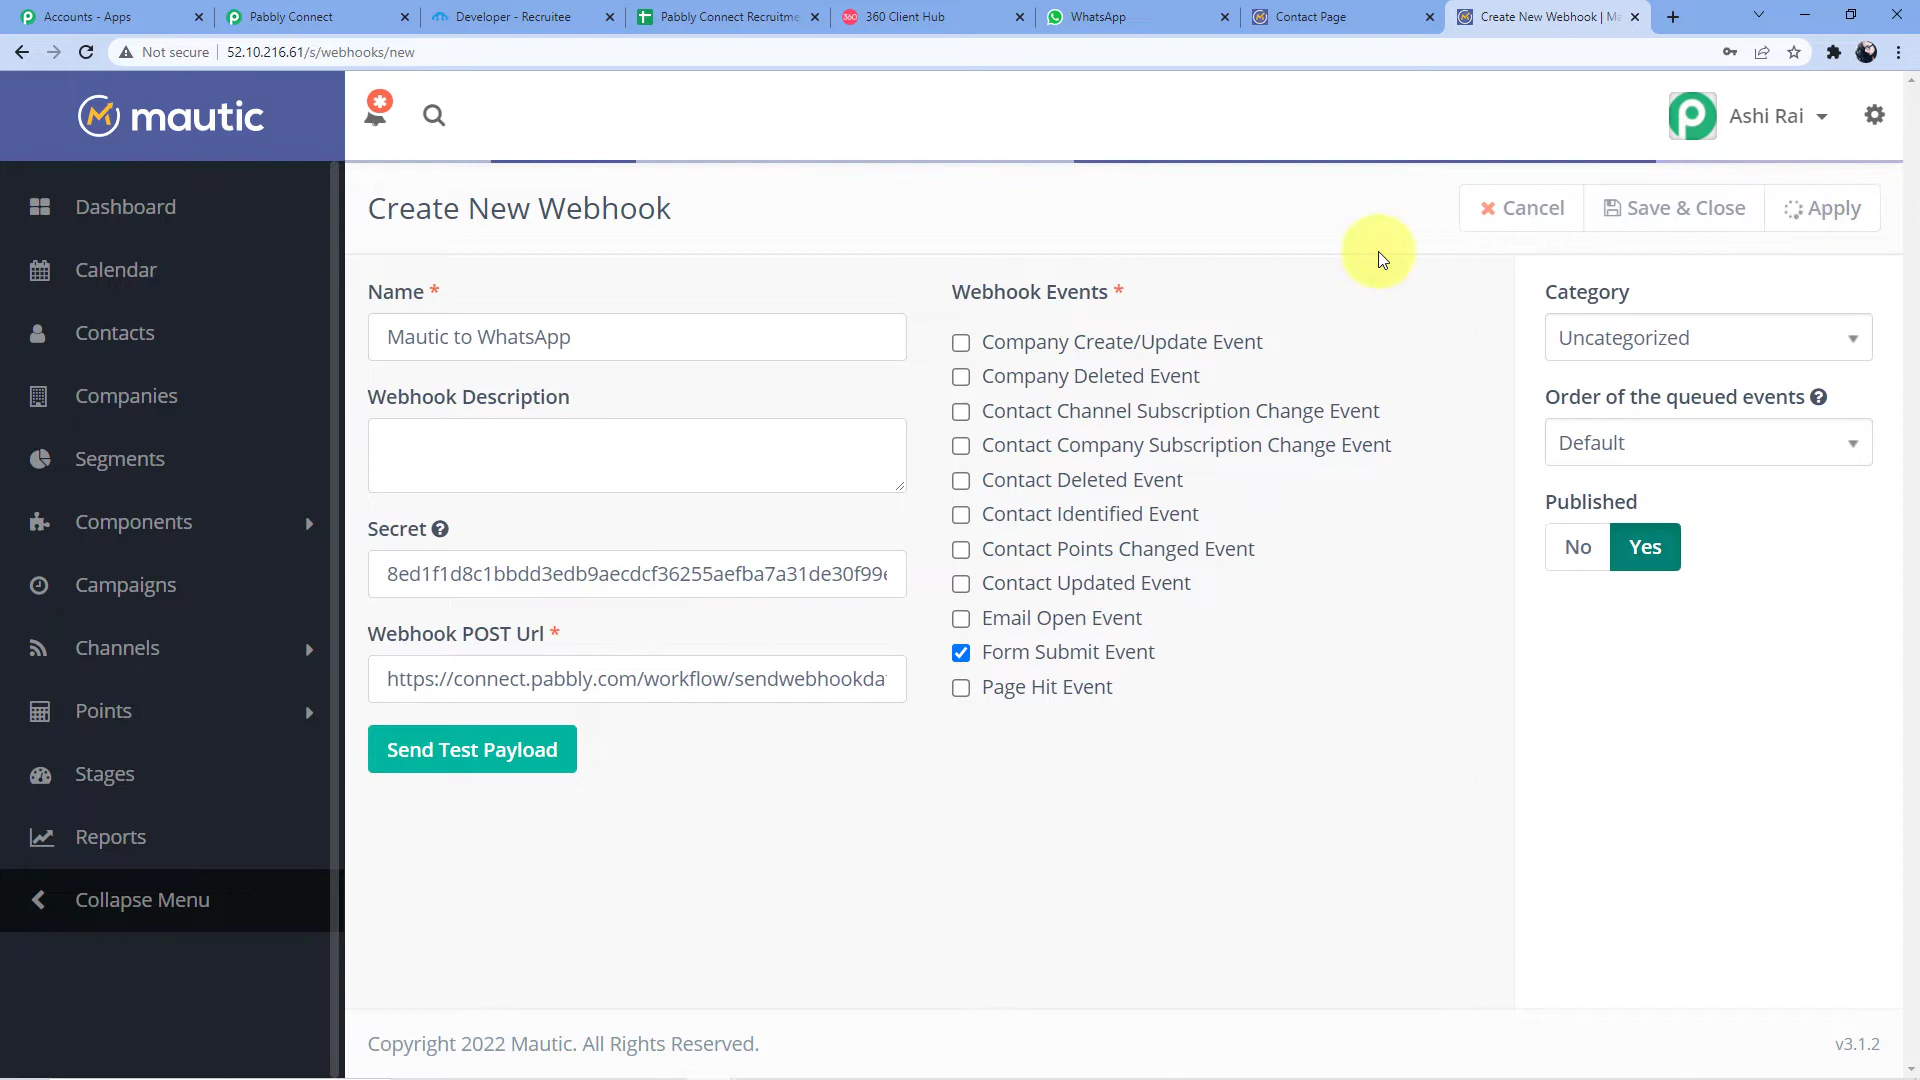 Accounts - Apps
Pabbly Connect
Developer - Recruitee
Pabbly Connect Recruitme
360 Client Hub
WhatsApp
Contact Page
Create New Webhook | Ma
Not secure
52.10.216.61/s/webhooks/new
mautic
Ashi Rai
Dashboard
Calendar
Contacts
Companies
Segments
Components
Campaigns
Channels
Points
Stages
Reports
Collapse Menu
Create New Webhook
Cancel
Save & Close
Apply
Name *
Mautic to WhatsApp
Webhook Description
Secret
8ed1f1d8c1bbdd3edb9aecdcf36255aefba7a31de30f99e
Webhook POST Url *
https://connect.pabbly.com/workflow/sendwebhookda
Send Test Payload
Webhook Events *
Company Create/Update Event
Company Deleted Event
Contact Channel Subscription Change Event
Contact Company Subscription Change Event
Contact Deleted Event
Contact Identified Event
Contact Points Changed Event
Contact Updated Event
Email Open Event
Form Submit Event
Page Hit Event
Category
Uncategorized
Order of the queued events
Default
Published
No
Yes
Copyright 2022 Mautic. All Rights Reserved.
v3.1.2